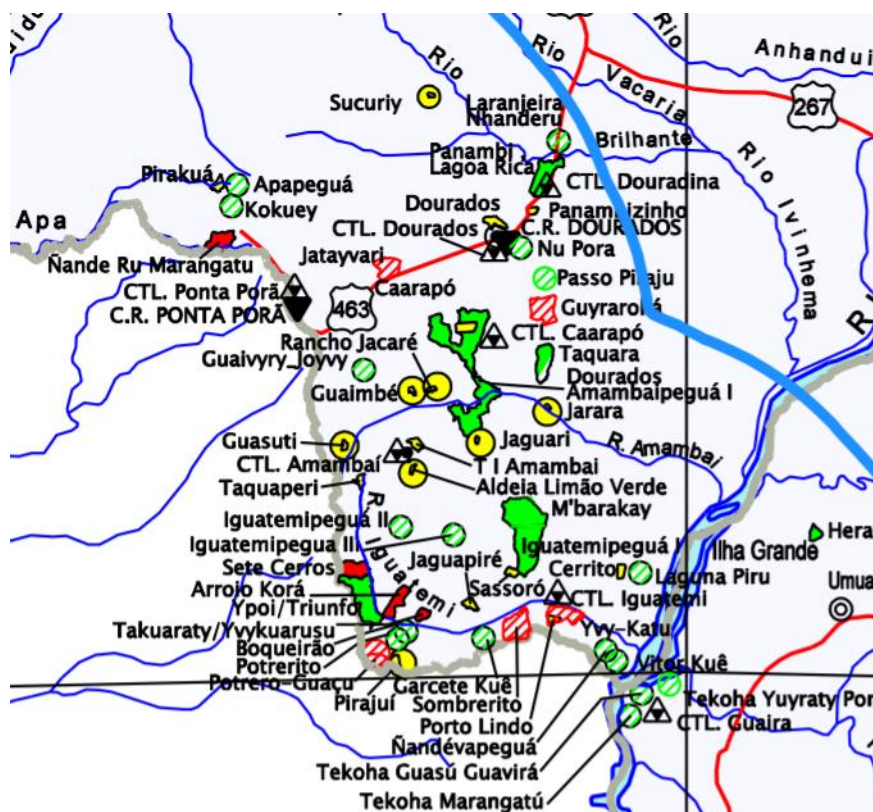 Rio
Rio
Rio
Anhandui
Vacaria
267
Sucuriy
Laranjeira
Nhanderu
Brilhante
Panambi
Lagoa Rica
CTL. Douradina
Rio Ivinhema
Pirakuá
Apapeguá
Kokuey
Apa
Dourados
Panambizinho
CTL. Dourados
C.R. DOURADOS
Nu Pora
Ñande Ru Marangatu
Jatayvari
Passo Piraju
CTL. Ponta Porã
C.R. PONTA PORÃ
Caarapó
463
Guyraroká
Rancho Jacaré
CTL. Caarapó
Guaivyry_Joyvy
Taquara
Dourados
Amambaipeguá I
Guaimbé
Jarara
Guasuti
Jaguari
R. Amambai
CTL. Amambaí
T I Amambai
Taquaperi
Aldeia Limão Verde
M'barakay
R. Iguatemi
Iguatemipeguá II
Iguatemipegua III
Iguatemipeguá I
Ilha Grande
Hera
Jaguapiré
Sete Cerros
Cerrito
Laguna Piru
Sassoró
Umua
Arroio Korá
CTL. Iguatemi
Ypoi/Triunfo
Takuaraty/Yvykuarusu
Yvy-Katu
Boqueirão
Potrerito
Vitor Kuê
Potrero-Guaçu
Garcete Kuê
Pirajuí
Sombrerito
Tekoha Yuyraty Por
Porto Lindo
CTL. Guaira
Ñandévapeguá
Tekoha Guasú Guavirá
Tekoha Marangatú